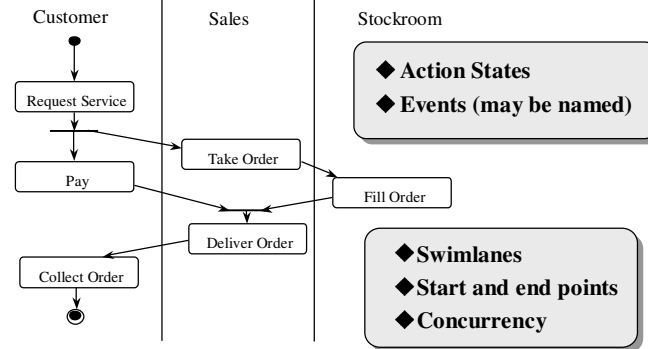 Customer
Sales
Stockroom
◆ Action States
◆ Events (may be named)
Request Service
Take Order
Pay
Fill Order
Deliver Order
Collect Order
◆ Swimlanes
◆ Start and end points
◆ Concurrency